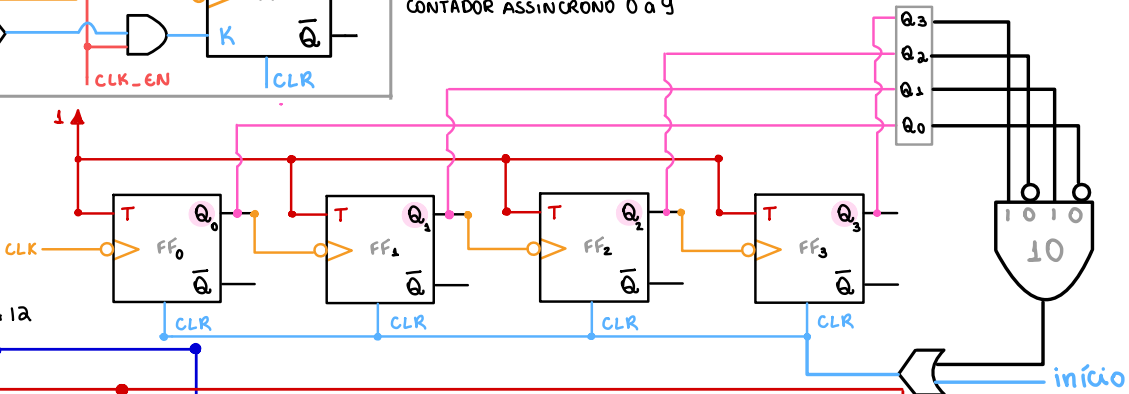 CONTADOR ASSÍNCRONO 0 a 9
K
Q
CLK_EN
CLR
1
Q3
Q2
Q1
Q0
T Q0 T Q1 T Q2 T Q3
1 0 1 0
CLK FF0 FF1 FF2 FF3
10
Q Q Q Q
12
CLR CLR CLR CLR
início